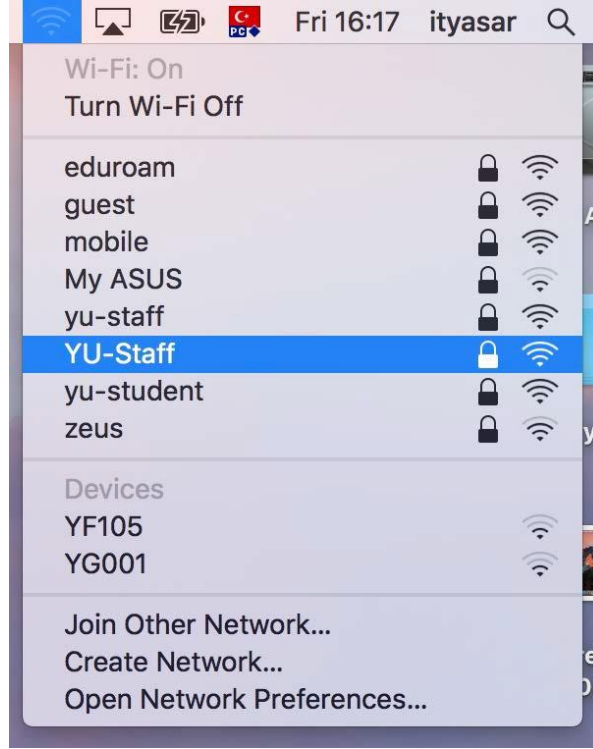 PC Fri 16:17 ityasar
Wi-Fi: On
Turn Wi-Fi Off
eduroam
guest
mobile
My ASUS
yu-staff
YU-Staff
yu-student
zeus
Devices
YF105
YG001
Join Other Network...
Create Network...
Open Network Preferences...